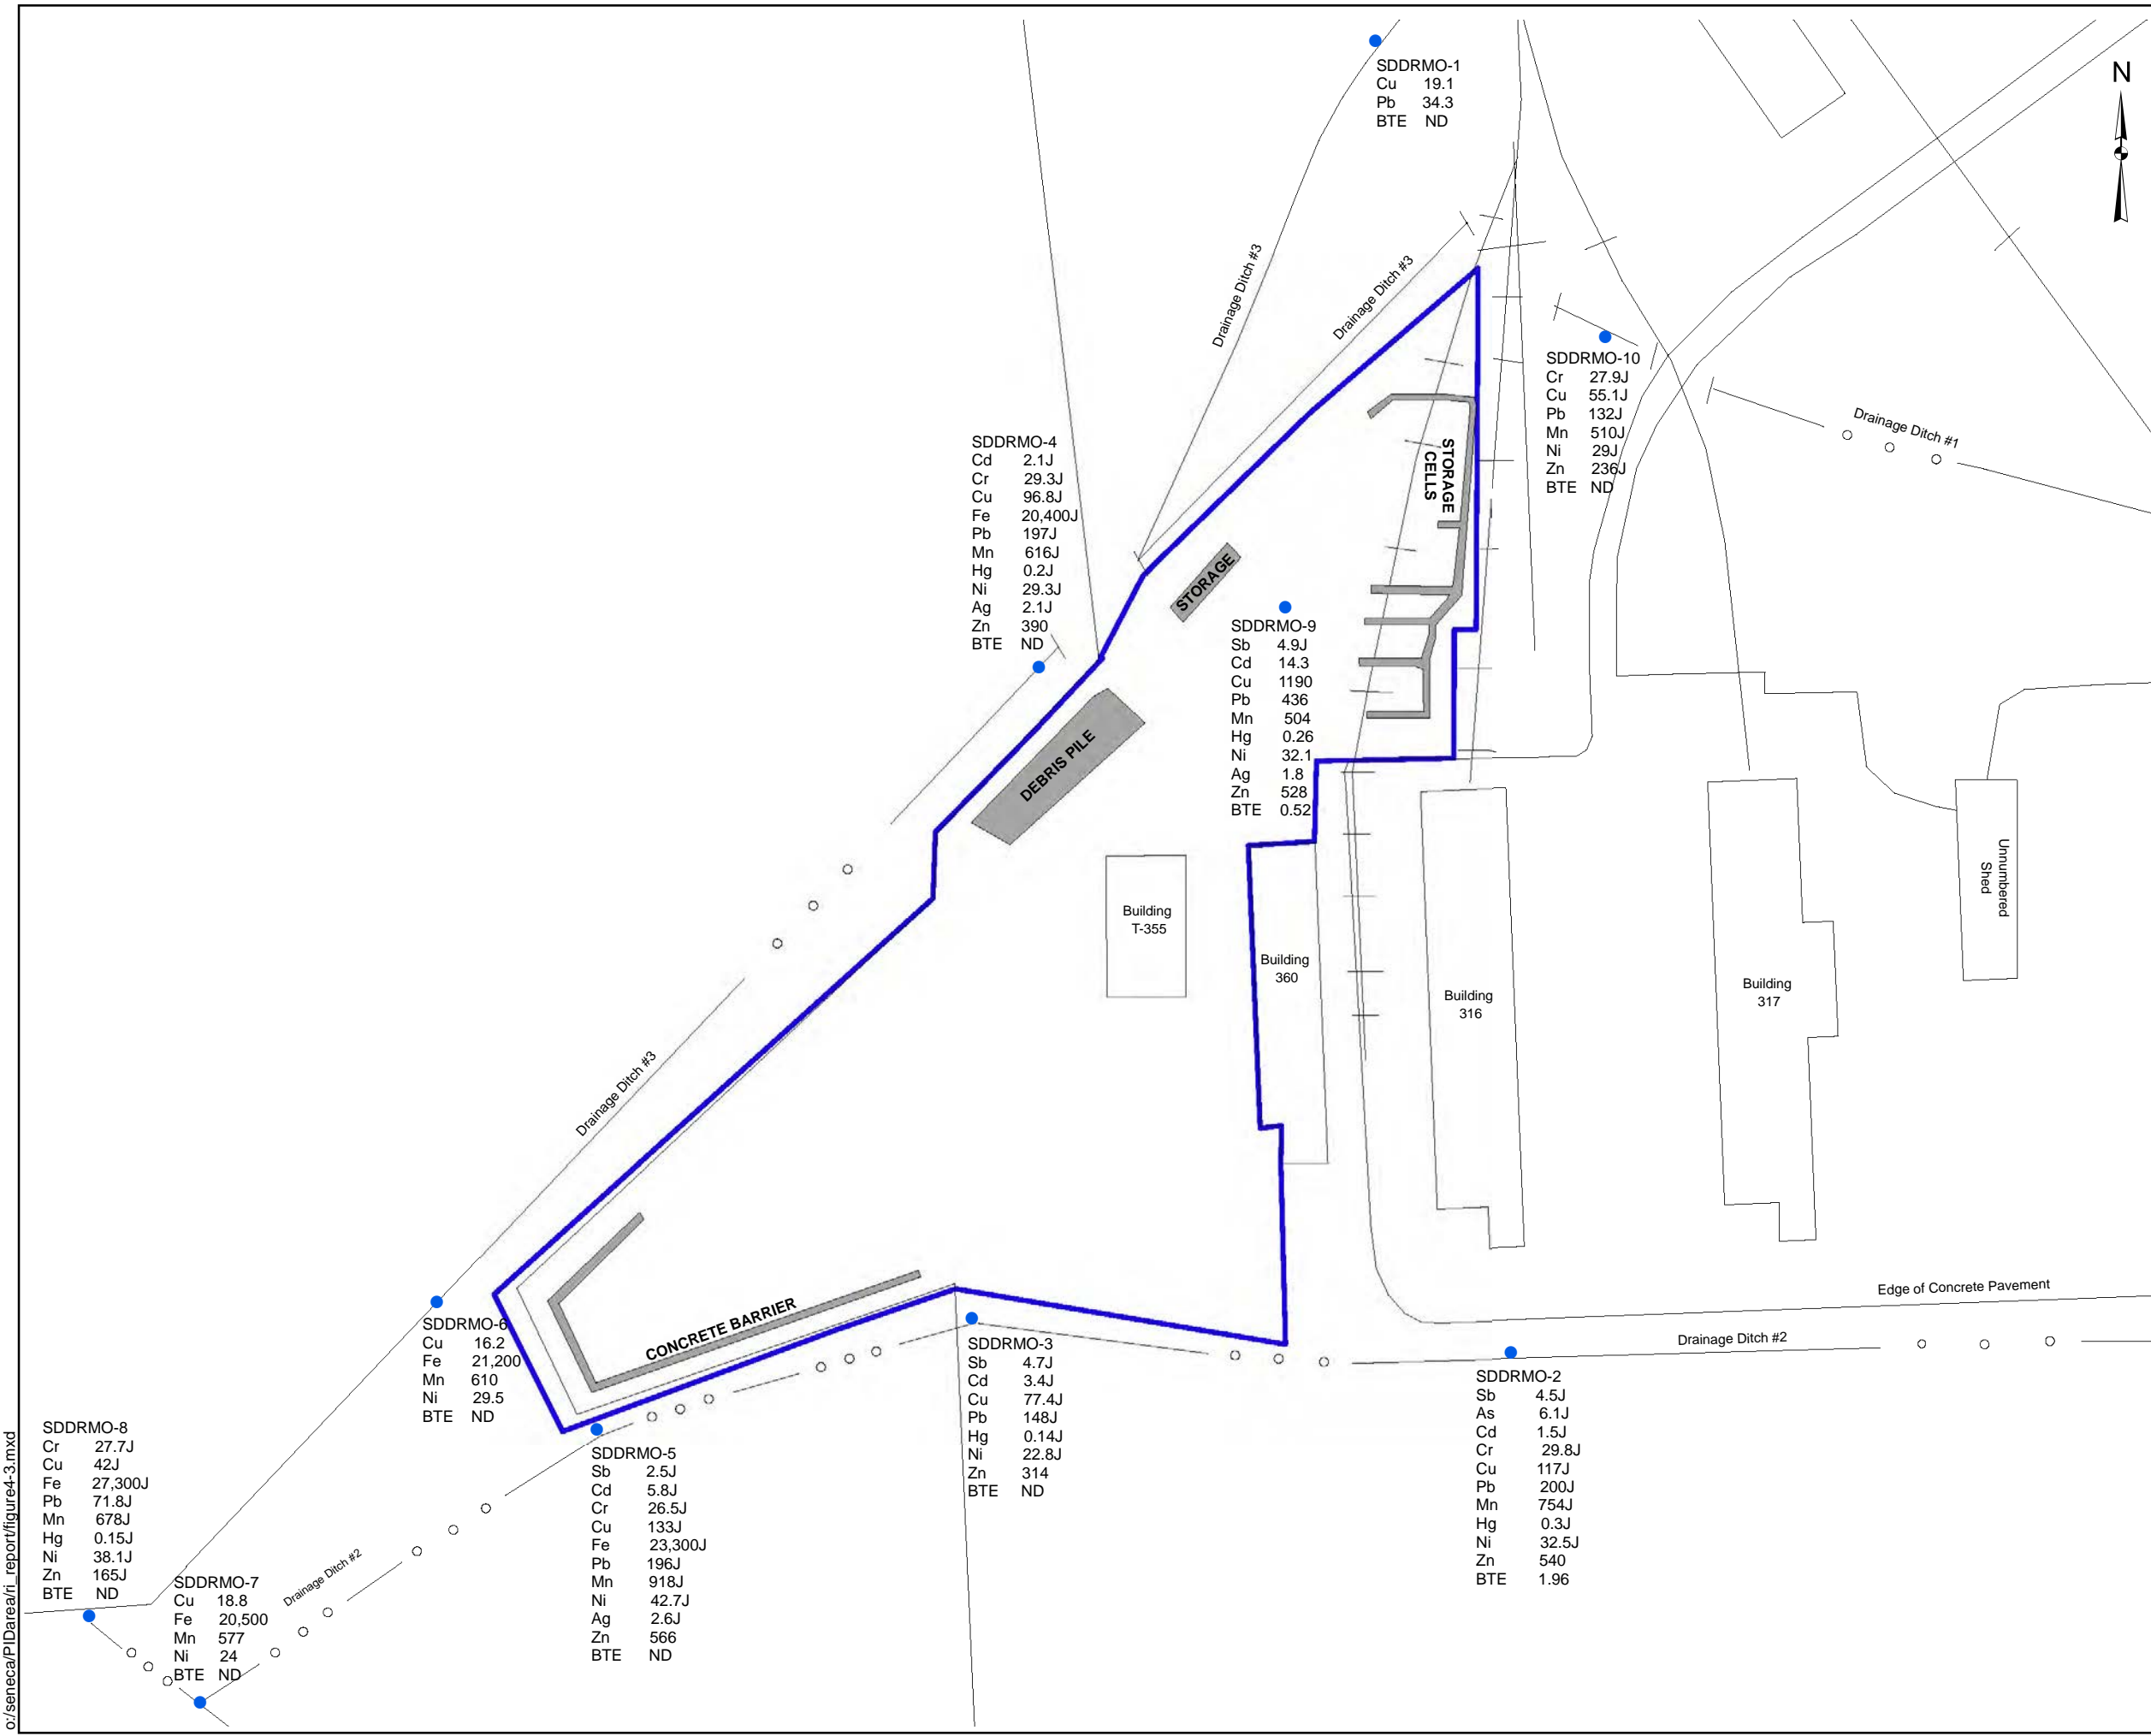 SDDRMO-1
Cu 19.1
Pb 34.3
BTE ND
N
Drainage Ditch #3
Drainage Ditch #3
SDDRMO-10
Cr 27.9J
Cu 55.1J
Pb 132J
Mn 510J
Ni 29J
Zn 236J
BTE ND
Drainage Ditch #1
SDDRMO-4
Cd 2.1J
Cr 29.3J
Cu 96.8J
Fe 20,400J
Pb 197J
Mn 616J
Hg 0.2J
Ni 29.3J
Ag 2.1J
Zn 390
BTE ND
STORAGE
CELLS
STORAGE
SDDRMO-9
Sb 4.9J
Cd 14.3
Cu 1190
Pb 436
Mn 504
Hg 0.26
Ni 32.1
Ag 1.8
Zn 528
BTE 0.52
DEBRIS PILE
Building
T-355
Building
360
Building
316
Building
317
Unnumbered
Shed
Drainage Ditch #3
Edge of Concrete Pavement
Drainage Ditch #2
CONCRETE BARRIER
SDDRMO-6
Cu 16.2
Fe 21,200
Mn 610
Ni 29.5
BTE ND
SDDRMO-3
Sb 4.7J
Cd 3.4J
Cu 77.4J
Pb 148J
Hg 0.14J
Ni 22.8J
Zn 314
BTE ND
SDDRMO-2
Sb 4.5J
As 6.1J
Cd 1.5J
Cr 29.8J
Cu 117J
Pb 200J
Mn 754J
Hg 0.3J
Ni 32.5J
Zn 540
BTE 1.96
SDDRMO-8
Cr 27.7J
Cu 42J
Fe 27,300J
Pb 71.8J
Mn 678J
Hg 0.15J
Ni 38.1J
Zn 165J
BTE ND
SDDRMO-5
Sb 2.5J
Cd 5.8J
Cr 26.5J
Cu 133J
Fe 23,300J
Pb 196J
Mn 918J
Ni 42.7J
Ag 2.6J
Zn 566
BTE ND
Drainage Ditch #2
SDDRMO-7
Cu 18.8
Fe 20,500
Mn 577
Ni 24
BTE ND
o:/seneca/PIDarea/ri_report/figure4-3.mxd